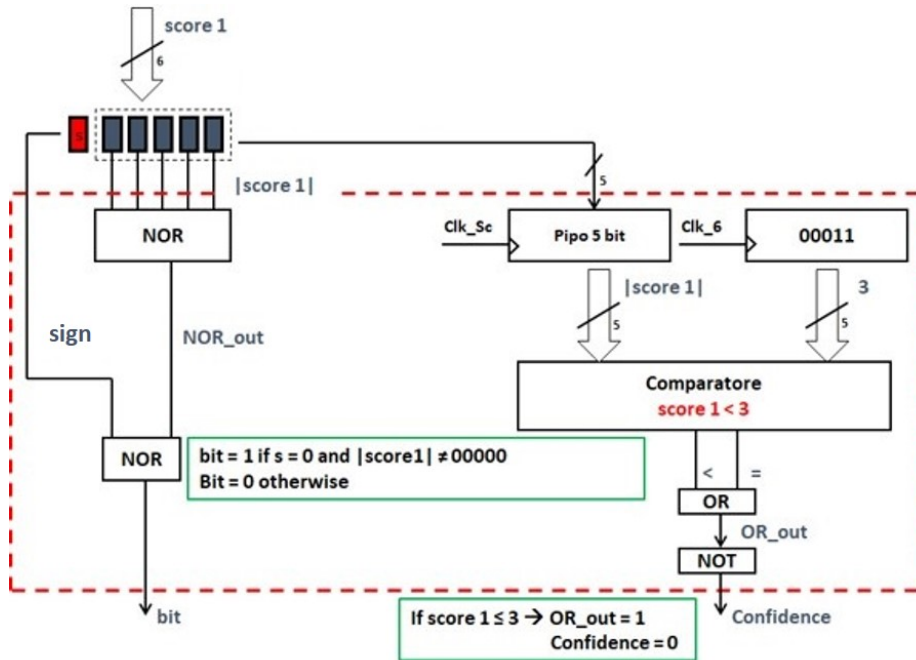 score 1
6
s
|score 1|
5
NOR
Clk_Sc
Pipo 5 bit
Clk_6
00011
|score 1|
3
5
5
sign
NOR_out
Comparatore
score 1 < 3
NOR
bit = 1 if s = 0 and |score1| ≠ 00000
Bit = 0 otherwise
< =
OR
OR_out
NOT
bit
If score 1 ≤ 3 → OR_out = 1
Confidence = 0
Confidence